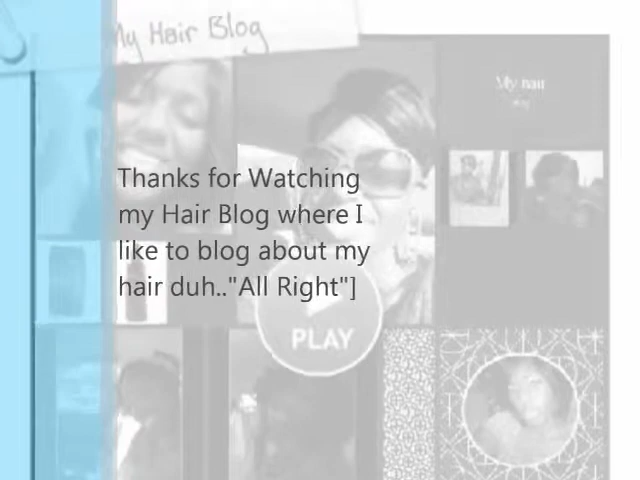 My Hair Blog
My hair
Thanks for Watching
my Hair Blog where I
like to blog about my
hair duh.."All Right"]
PLAY